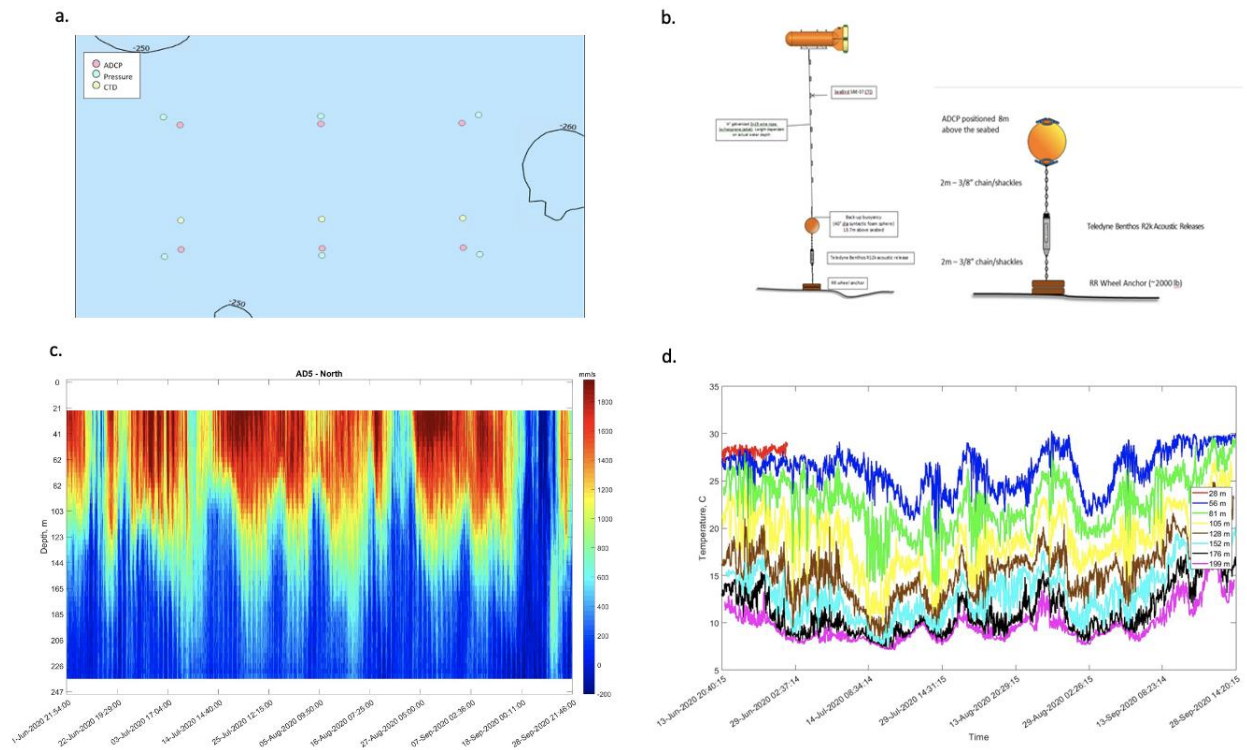 a.
-250
ADCP
Pressure
CTD
-260
-250
b.
Back-up buoyancy
Teledyne Benthos R2k acoustic release
RR wheel anchor
ADCP positioned 8m
above the seabed
2m – 3/8" chain/shackles
Teledyne Benthos R2k Acoustic Releases
2m – 3/8" chain/shackles
RR Wheel Anchor (~2000 lb)
c.
AD5 - North
mm/s
Depth, m
0
21
41
62
82
103
123
144
165
185
206
226
247
1800
1600
1400
1200
1000
800
600
400
200
0
-200
1-Jun-2020 21:54:00
22-Jun-2020 19:29:00
03-Jul-2020 17:04:00
14-Jul-2020 14:40:00
25-Jul-2020 12:15:00
05-Aug-2020 09:50:00
16-Aug-2020 07:25:00
27-Aug-2020 05:00:00
07-Sep-2020 02:36:00
18-Sep-2020 00:11:00
28-Sep-2020 21:46:00
d.
Temperature, C
35
30
25
20
15
10
5
28 m
56 m
81 m
105 m
128 m
152 m
176 m
199 m
13-Jun-2020 20:40:15
29-Jun-2020 02:37:14
14-Jul-2020 08:34:14
29-Jul-2020 14:31:15
13-Aug-2020 20:29:15
29-Aug-2020 02:26:15
13-Sep-2020 08:23:14
28-Sep-2020 14:20:15
Time